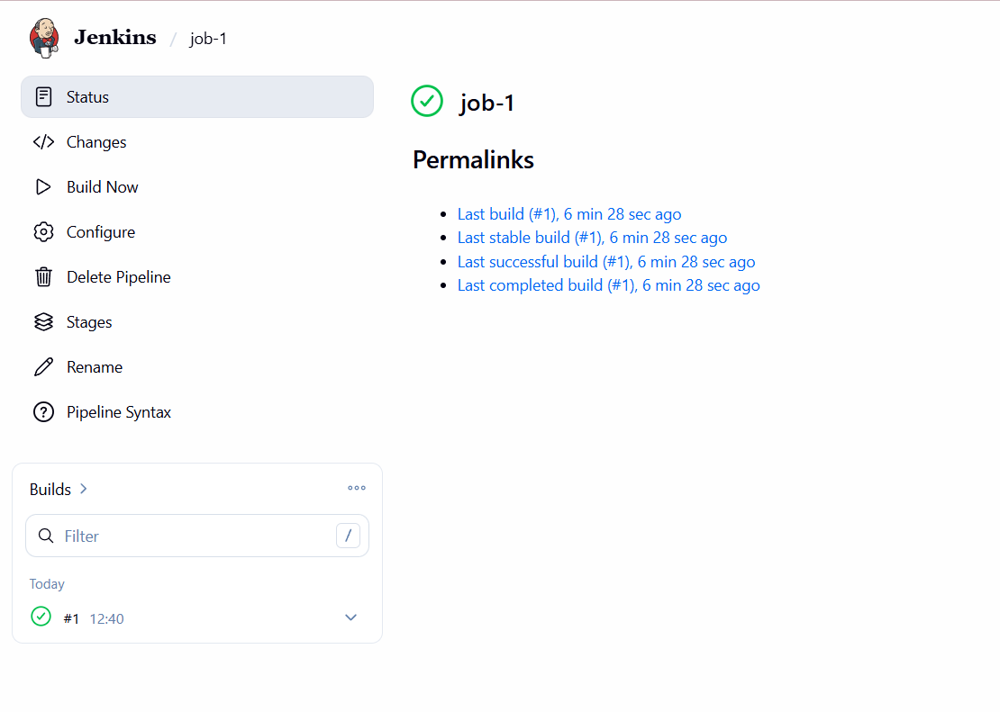 Jenkins / job-1
Status
Changes
Build Now
Configure
Delete Pipeline
Stages
Rename
Pipeline Syntax
Builds
Filter /
Today
#1 12:40
job-1
Permalinks
Last build (#1), 6 min 28 sec ago
Last stable build (#1), 6 min 28 sec ago
Last successful build (#1), 6 min 28 sec ago
Last completed build (#1), 6 min 28 sec ago